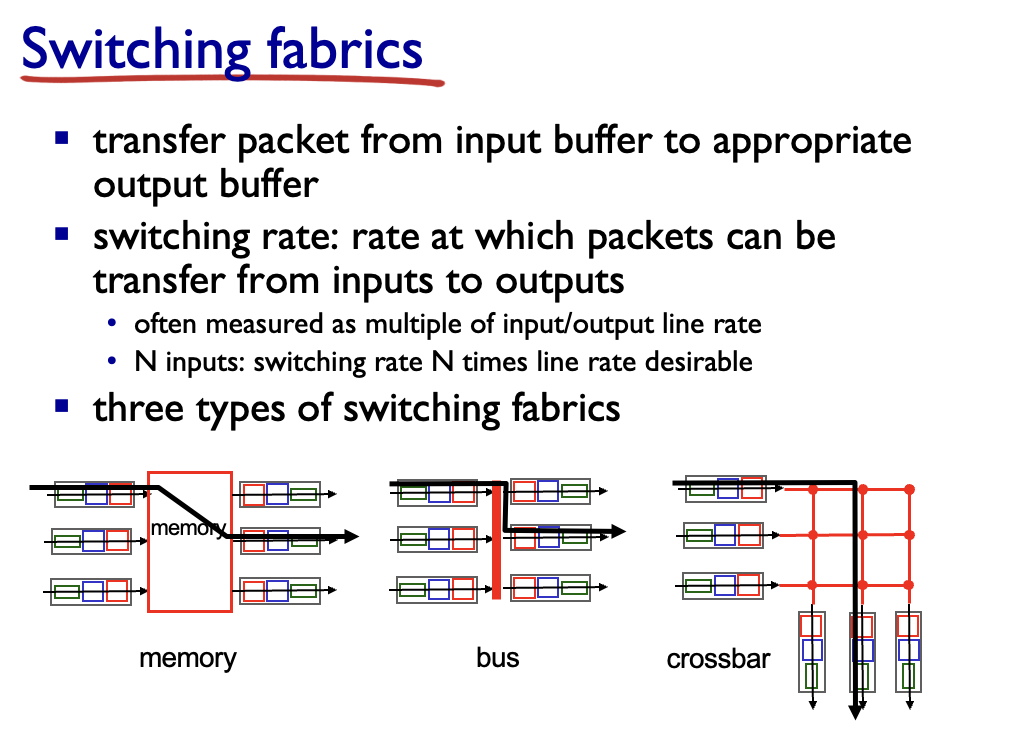 Switching fabrics
▪ transfer packet from input buffer to appropriate
output buffer
▪ switching rate: rate at which packets can be
transfer from inputs to outputs
• often measured as multiple of input/output line rate
• N inputs: switching rate N times line rate desirable
▪ three types of switching fabrics
memory
memory
bus
crossbar